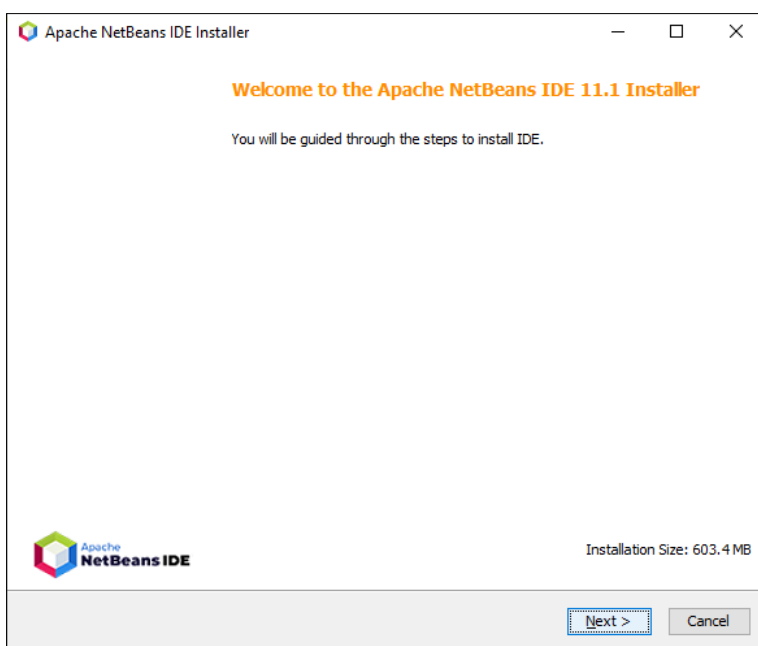 Apache NetBeans IDE Installer
Welcome to the Apache NetBeans IDE 11.1 Installer
You will be guided through the steps to install IDE.
Apache
NetBeans IDE
Installation Size: 603.4 MB
Next >
Cancel